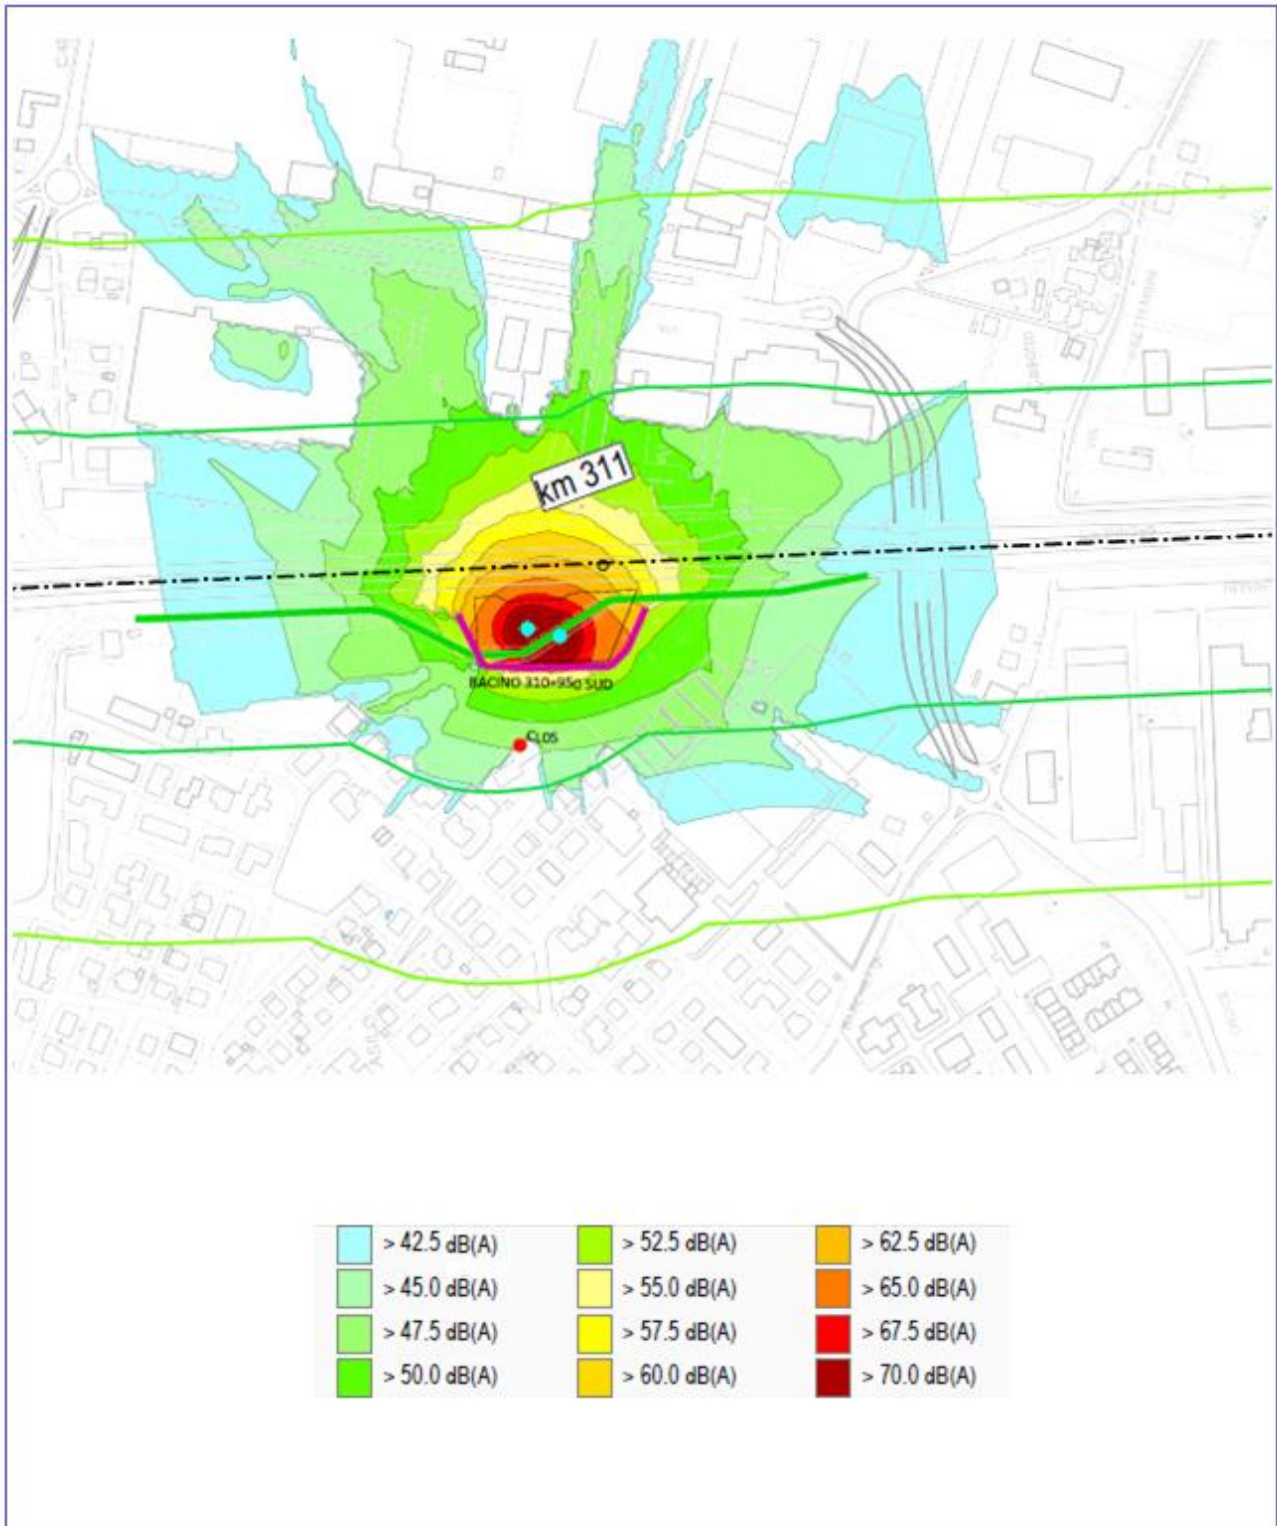 km 311
BACINO 310+950 SUD
CL05
> 42.5 dB(A)
> 45.0 dB(A)
> 47.5 dB(A)
> 50.0 dB(A)
> 52.5 dB(A)
> 55.0 dB(A)
> 57.5 dB(A)
> 60.0 dB(A)
> 62.5 dB(A)
> 65.0 dB(A)
> 67.5 dB(A)
> 70.0 dB(A)